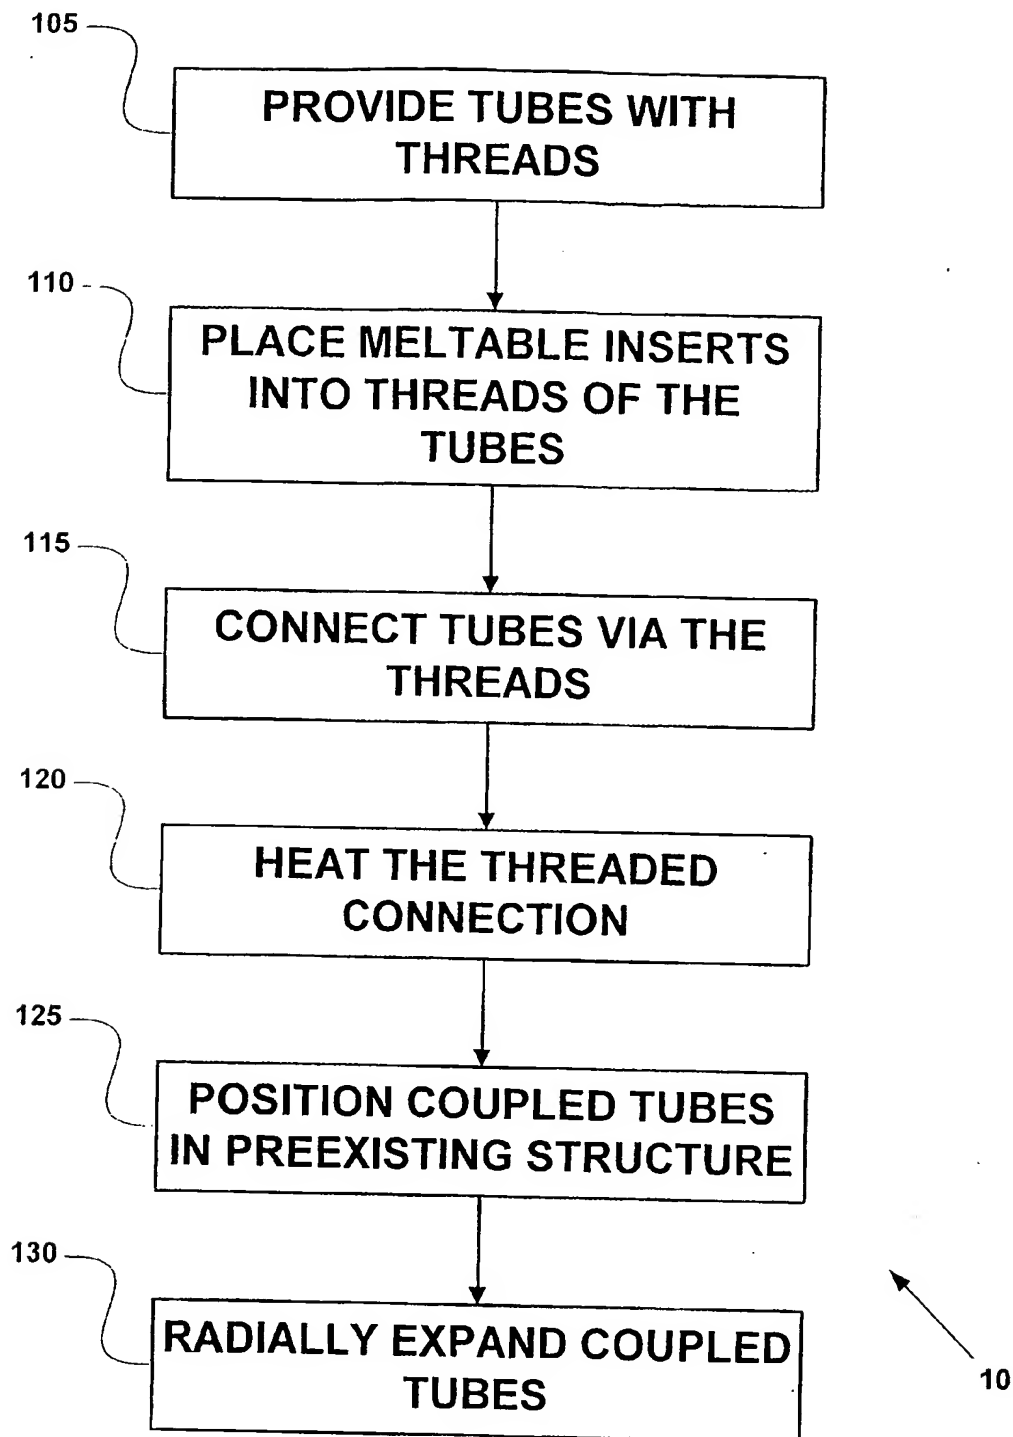 105
PROVIDE TUBES WITH
THREADS
110
PLACE MELTABLE INSERTS
INTO THREADS OF THE
TUBES
115
CONNECT TUBES VIA THE
THREADS
120
HEAT THE THREADED
CONNECTION
125
POSITION COUPLED TUBES
IN PREEXISTING STRUCTURE
130
RADIALLY EXPAND COUPLED
TUBES
10